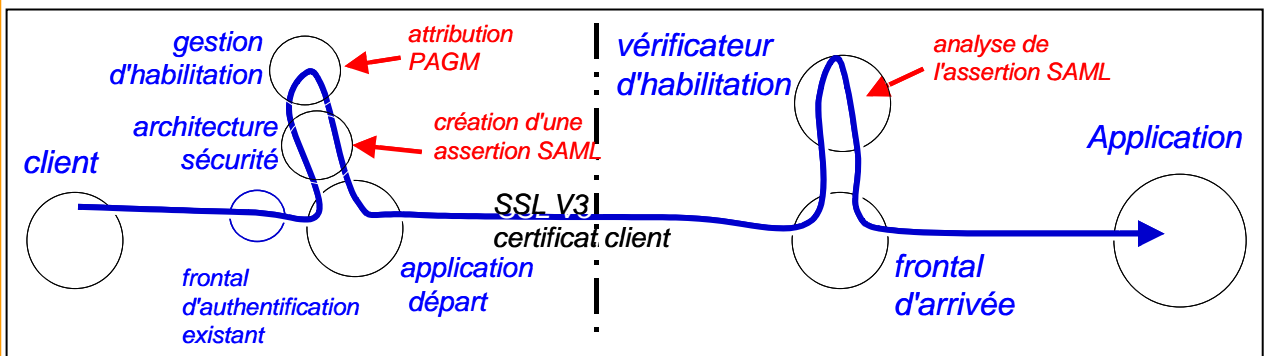 gestion
d'habilitation
attribution
PAGM
vérificateur
d'habilitation
analyse de
l'assertion SAML
architecture
sécurité
création d'une
assertion SAML
client
Application
SSL V3
certificat client
frontal
d'authentification
existant
application
départ
frontal
d'arrivée